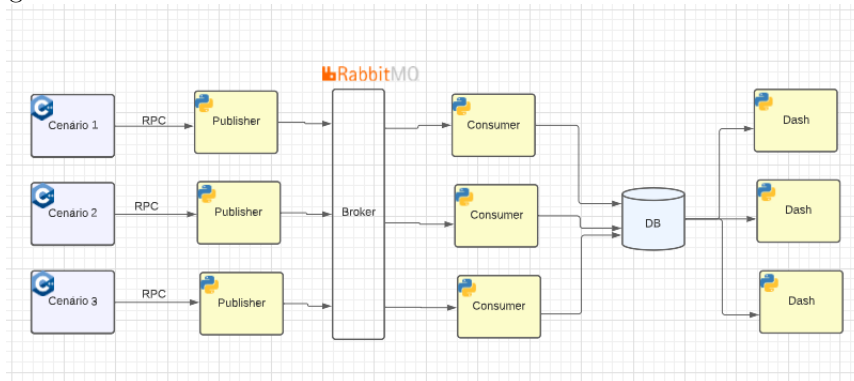 RabbitMQ
Cenário 1
RPC
Publisher
Consumer
Dash
Cenário 2
RPC
Publisher
Broker
Consumer
DB
Dash
Cenário 3
RPC
Publisher
Consumer
Dash